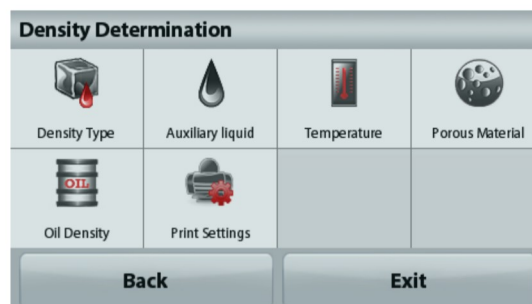 Density Determination
Density Type
Auxiliary liquid
Temperature
Porous Material
OIL
Oil Density
Print Settings
Back
Exit